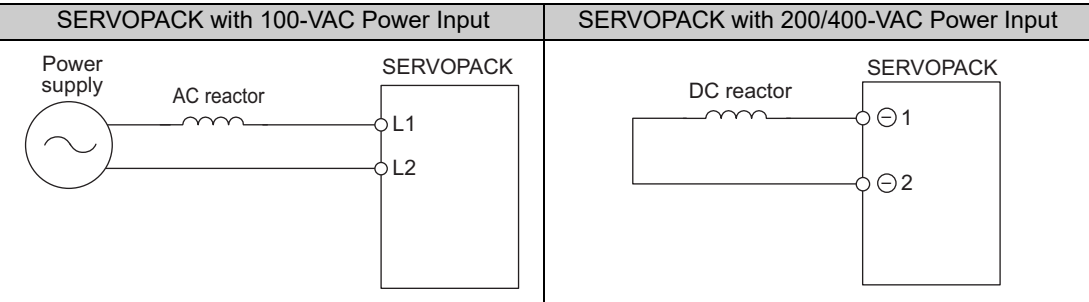 SERVOPACK with 100-VAC Power Input
SERVOPACK with 200/400-VAC Power Input
Power
supply
AC reactor
SERVOPACK
L1
L2
DC reactor
SERVOPACK
⊖ 1
⊖ 2